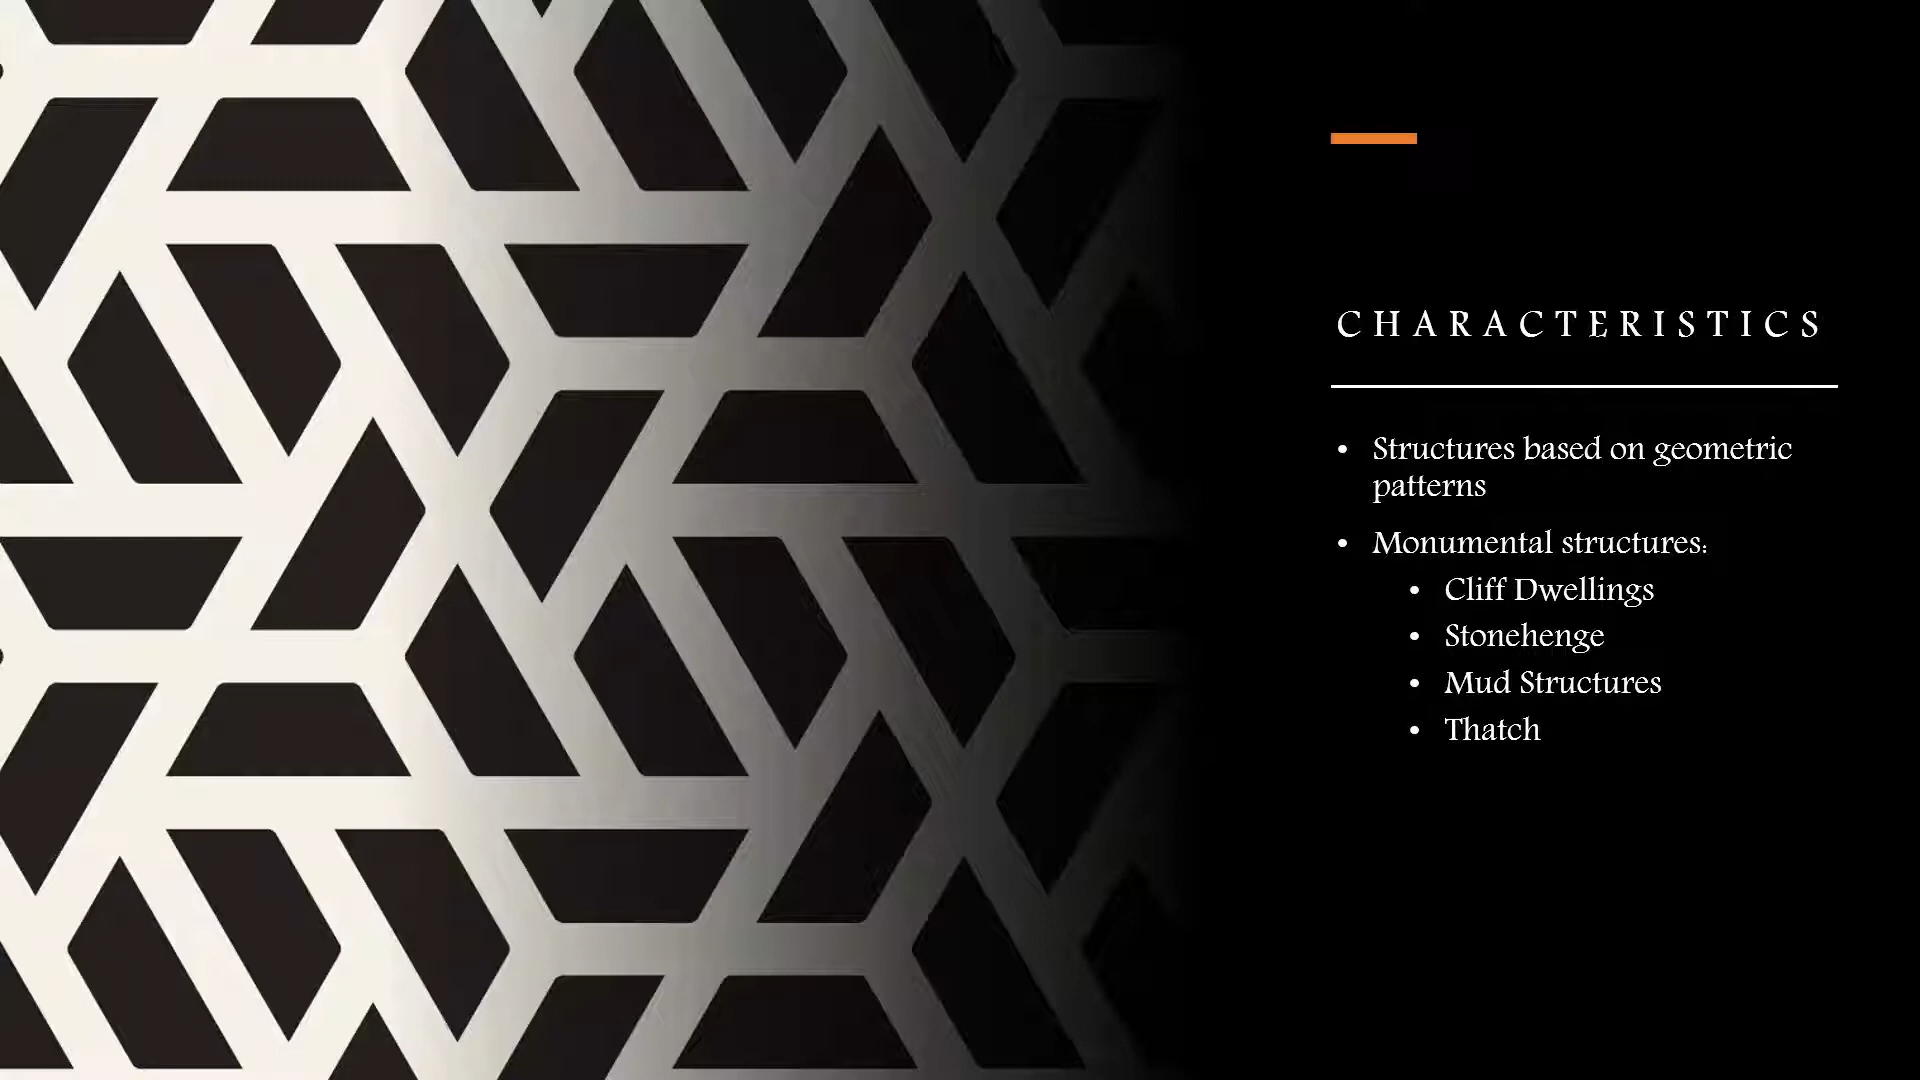 CHARACTERISTICS
• Structures based on geometric
patterns
• Monumental structures:
• Cliff Dwellings
• Stonehenge
• Mud Structures
• Thatch